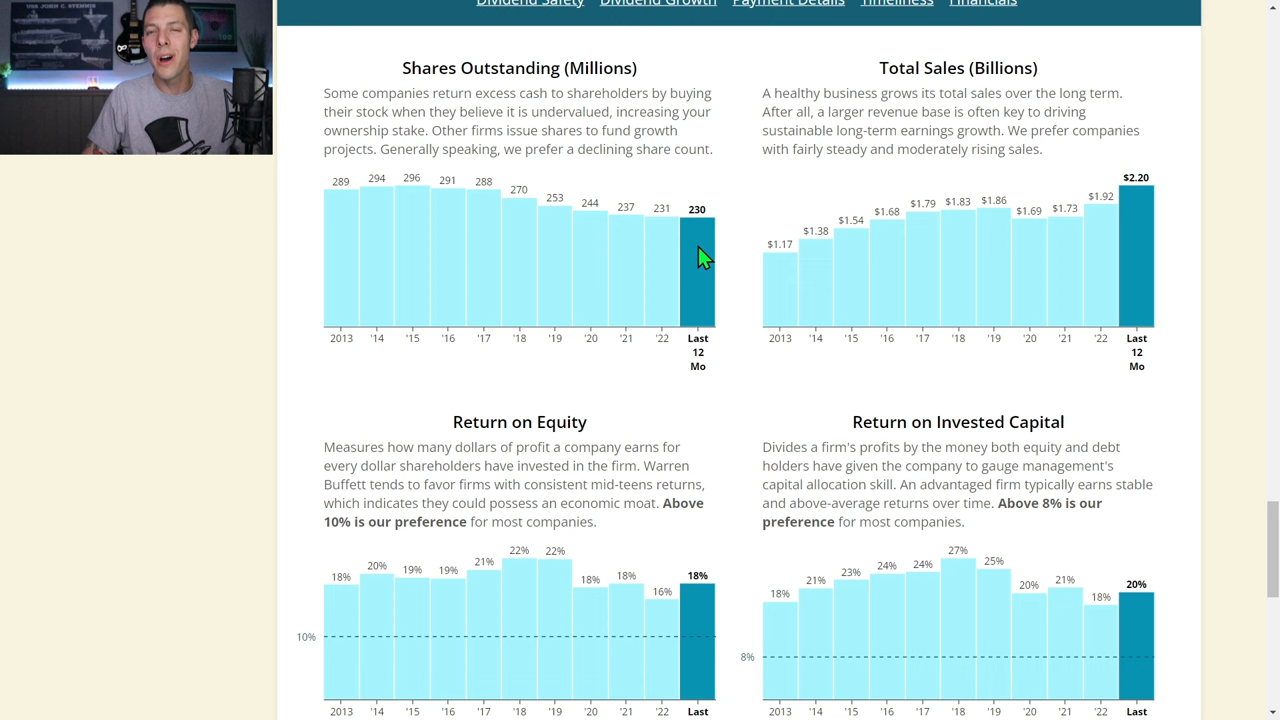 USS JOHN C. STENNIS
Dividend Safety Dividend Growth Payment Details Timeliness Financials
Shares Outstanding (Millions)
Some companies return excess cash to shareholders by buying
their stock when they believe it is undervalued, increasing your
ownership stake. Other firms issue shares to fund growth
projects. Generally speaking, we prefer a declining share count.
289 294 296 291 288 270 253 244 237 231 230
2013 '14 '15 '16 '17 '18 '19 '20 '21 '22 Last
12
Mo
Total Sales (Billions)
A healthy business grows its total sales over the long term.
After all, a larger revenue base is often key to driving
sustainable long-term earnings growth. We prefer companies
with fairly steady and moderately rising sales.
$1.17 $1.38 $1.54 $1.68 $1.79 $1.83 $1.86 $1.69 $1.73 $1.92 $2.20
2013 '14 '15 '16 '17 '18 '19 '20 '21 '22 Last
12
Mo
Return on Equity
Measures how many dollars of profit a company earns for
every dollar shareholders have invested in the firm. Warren
Buffett tends to favor firms with consistent mid-teens returns,
which indicates they could possess an economic moat. Above
10% is our preference for most companies.
18% 20% 19% 19% 21% 22% 22% 18% 18% 16% 18%
10%
2013 '14 '15 '16 '17 '18 '19 '20 '21 '22 Last
Return on Invested Capital
Divides a firm's profits by the money both equity and debt
holders have given the company to gauge management's
capital allocation skill. An advantaged firm typically earns stable
and above-average returns over time. Above 8% is our
preference for most companies.
18% 21% 23% 24% 24% 27% 25% 20% 21% 18% 20%
8%
2013 '14 '15 '16 '17 '18 '19 '20 '21 '22 Last